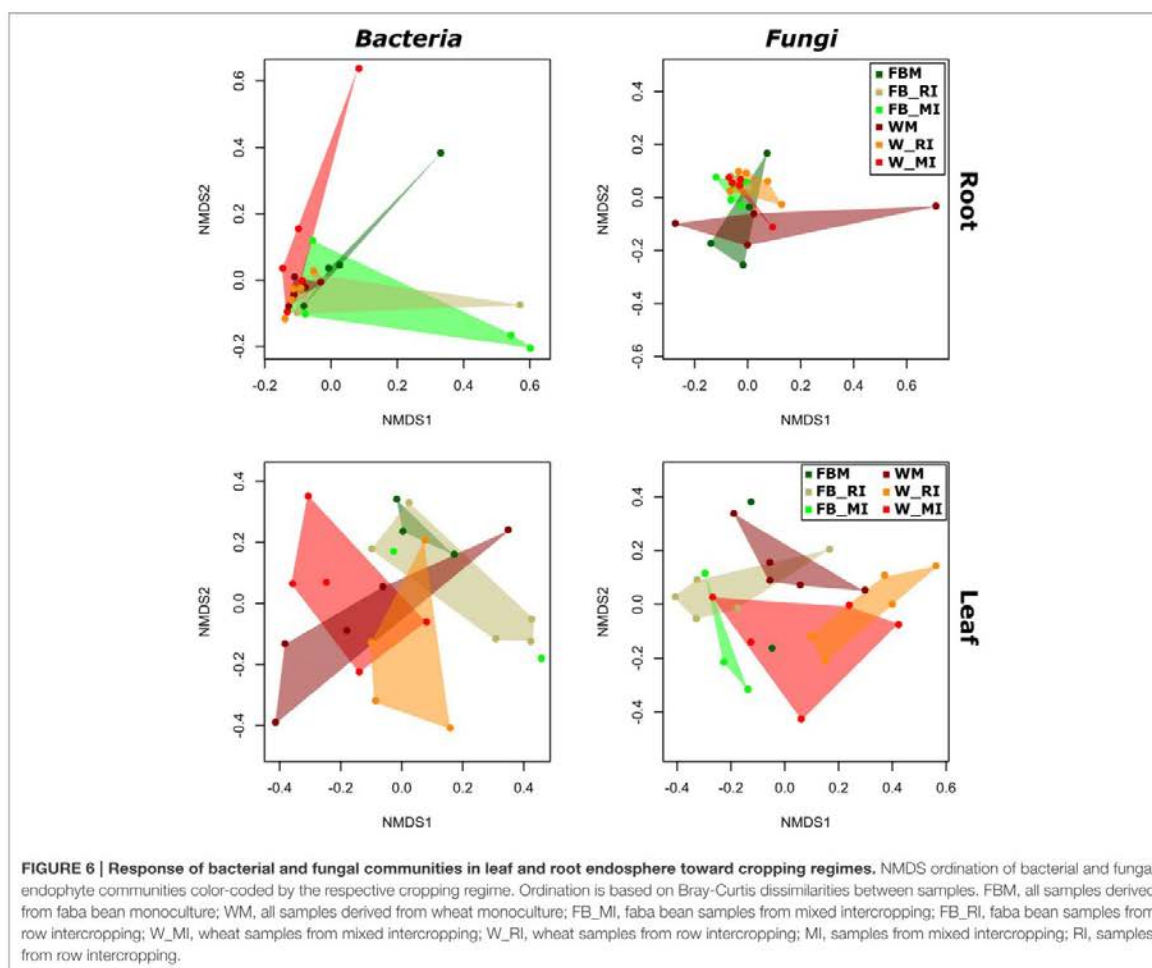 Bacteria
Fungi
0.6
0.4
0.2
0.0
-0.2
NMDS2
-0.2 0.0 0.2 0.4 0.6
NMDS1
0.4
0.2
0.0
-0.2
-0.4
-0.6
NMDS2
-0.2 0.0 0.2 0.4 0.6
NMDS1
FBM
FB_RI
FB_MI
WM
W_RI
W_MI
Root
0.4
0.2
0.0
-0.2
-0.4
NMDS2
-0.4 -0.2 0.0 0.2 0.4
NMDS1
0.4
0.2
0.0
-0.2
-0.4
NMDS2
-0.4 -0.2 0.0 0.2 0.4 0.6
NMDS1
FBM WM
FB_RI W_RI
FB_MI W_MI
Leaf
FIGURE 6 | Response of bacterial and fungal communities in leaf and root endosphere toward cropping regimes. NMDS ordination of bacterial and fungal
endophyte communities color-coded by the respective cropping regime. Ordination is based on Bray-Curtis dissimilarities between samples. FBM, all samples derived
from faba bean monoculture; WM, all samples derived from wheat monoculture; FB_MI, faba bean samples from mixed intercropping; FB_RI, faba bean samples from
row intercropping; W_MI, wheat samples from mixed intercropping; W_RI, wheat samples from row intercropping; MI, samples from mixed intercropping; RI, samples
from row intercropping.